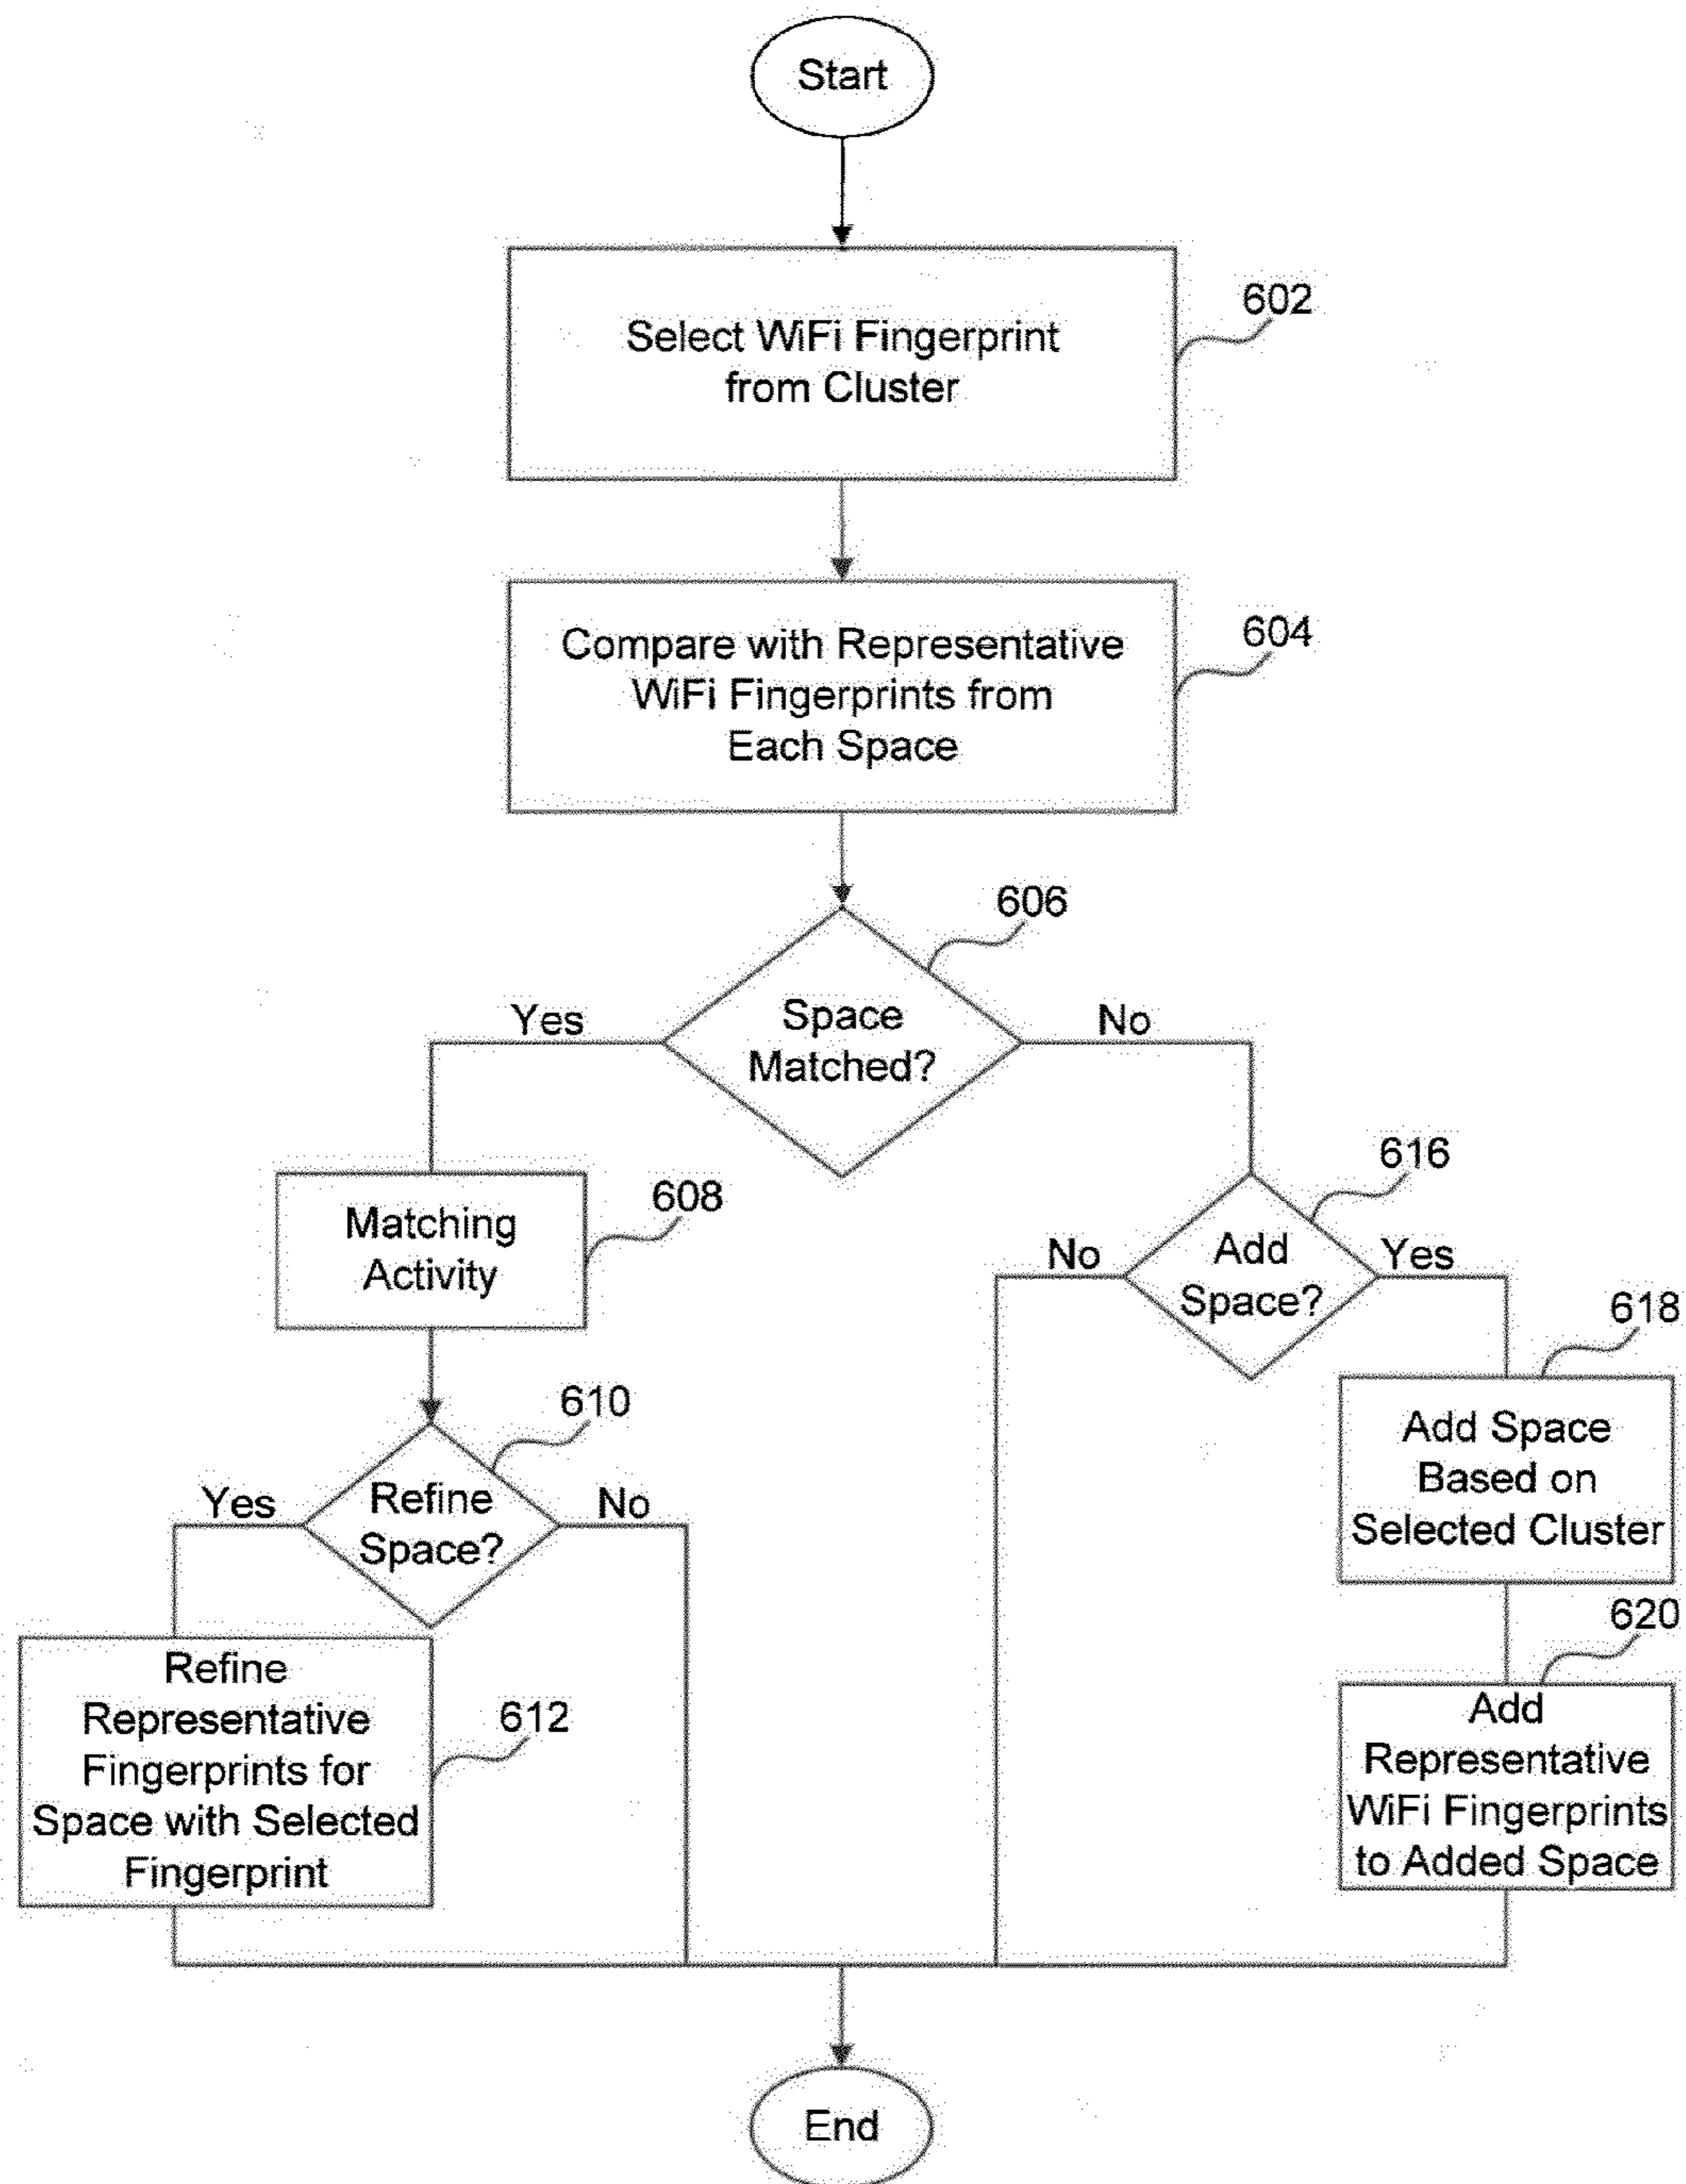 Start
602
Select WiFi Fingerprint
from Cluster
604
Compare with Representative
WiFi Fingerprints from
Each Space
606
Space
Matched?
Yes
No
608
Matching
Activity
616
Add
Space?
No
Yes
618
Add Space
Based on
Selected Cluster
610
Refine
Space?
Yes
No
620
Add
Representative
WiFi Fingerprints
to Added Space
612
Refine
Representative
Fingerprints for
Space with Selected
Fingerprint
End